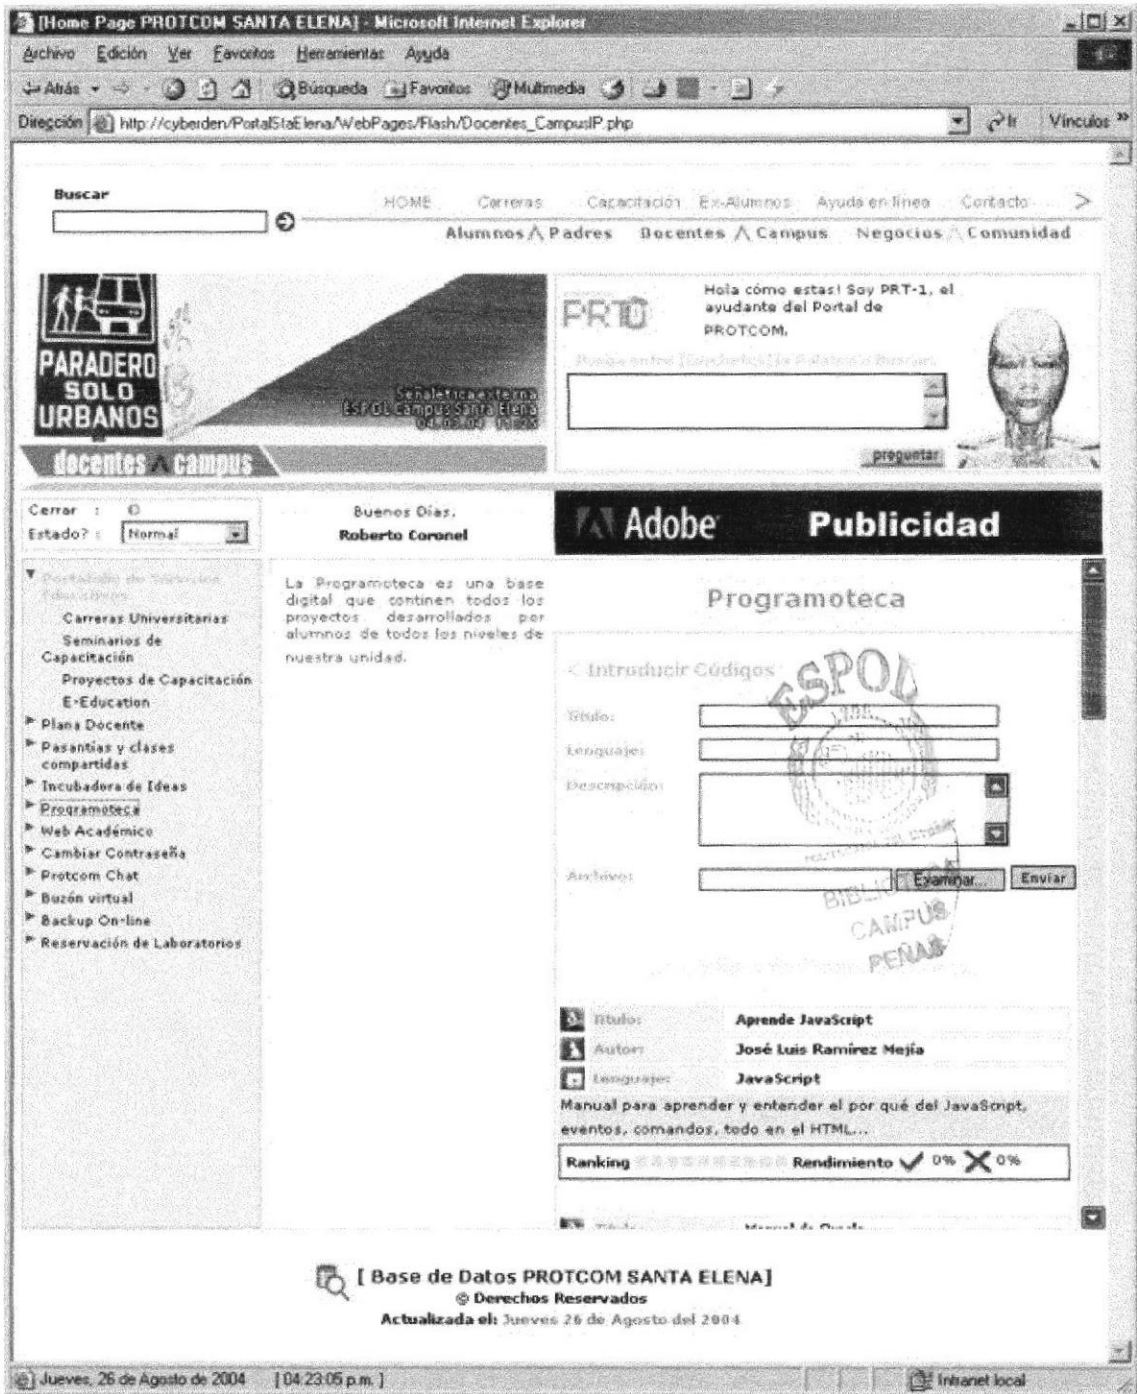 [Home Page PROTCOM SANTA ELENA] - Microsoft Internet Explorer
Archivo Edición Ver Favoritos Herramientas Ayuda
Atrás Búsqueda Favoritos Multimedia
Dirección http://cyberden/PortalStaElena/WebPages/Flash/Docentes_CampusIP.php Ir Vínculos »
Buscar
HOME Carreras Capacitación Ex-Alumnos Ayuda en línea Contacto >
Alumnos Padres Docentes Campus Negocios Comunidad
PARADERO
SOLO
URBANOS
Señalética externa
ESPOL Campus Santa Elena
04.03.04 11:25
docentes campus
PRT
Hola cómo estas! Soy PRT-1, el
ayudante del Portal de
PROTCOM.
preguntar
Cerrar :
Estado? : Normal
Buenos Días,
Roberto Coronel
Adobe Publicidad
Portafolio de Servicios
Educativos
Carreras Universitarias
Seminarios de
Capacitación
Proyectos de Capacitación
E-Education
Plana Docente
Pasantías y clases
compartidas
Incubadora de Ideas
Programoteca
Web Académico
Cambiar Contraseña
Protcom Chat
Buzón virtual
Backup On-line
Reservación de Laboratorios
La Programoteca es una base
digital que continen todos los
proyectos desarrollados por
alumnos de todos los niveles de
nuestra unidad.
Programoteca
< Introducir Códigos
Título:
Lenguaje:
Descripción:
Archivo: Examinar... Enviar
ESPOL
BIBLIOTECA
CAMPUS
PEÑAS
Título: Aprende JavaScript
Autor: José Luis Ramírez Mejía
Lenguaje: JavaScript
Manual para aprender y entender el por qué del JavaScript,
eventos, comandos, todo en el HTML...
Ranking Rendimiento 0% 0%
[ Base de Datos PROTCOM SANTA ELENA]
© Derechos Reservados
Actualizada el: Jueves 26 de Agosto del 2004
Jueves, 26 de Agosto de 2004 [ 04:23:05 p.m. ] Intranet local